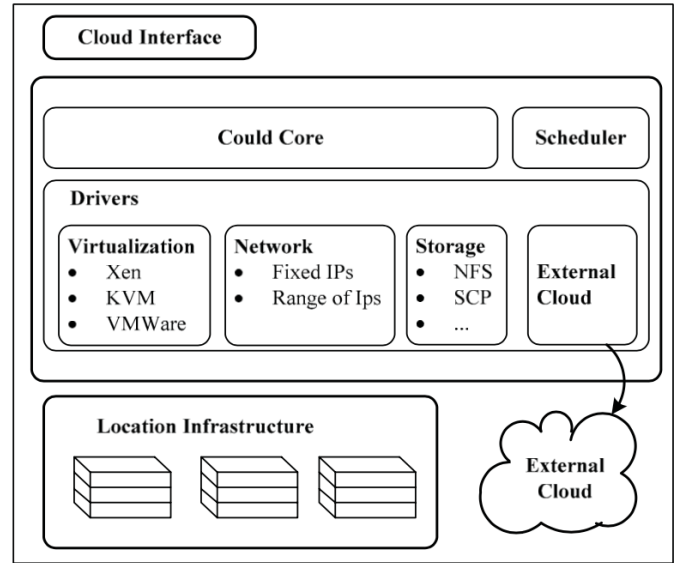 Cloud Interface
Could Core
Scheduler
Drivers
Virtualization
• Xen
• KVM
• VMWare
Network
• Fixed IPs
• Range of Ips
Storage
• NFS
• SCP
• ...
External
Cloud
Location Infrastructure
External
Cloud